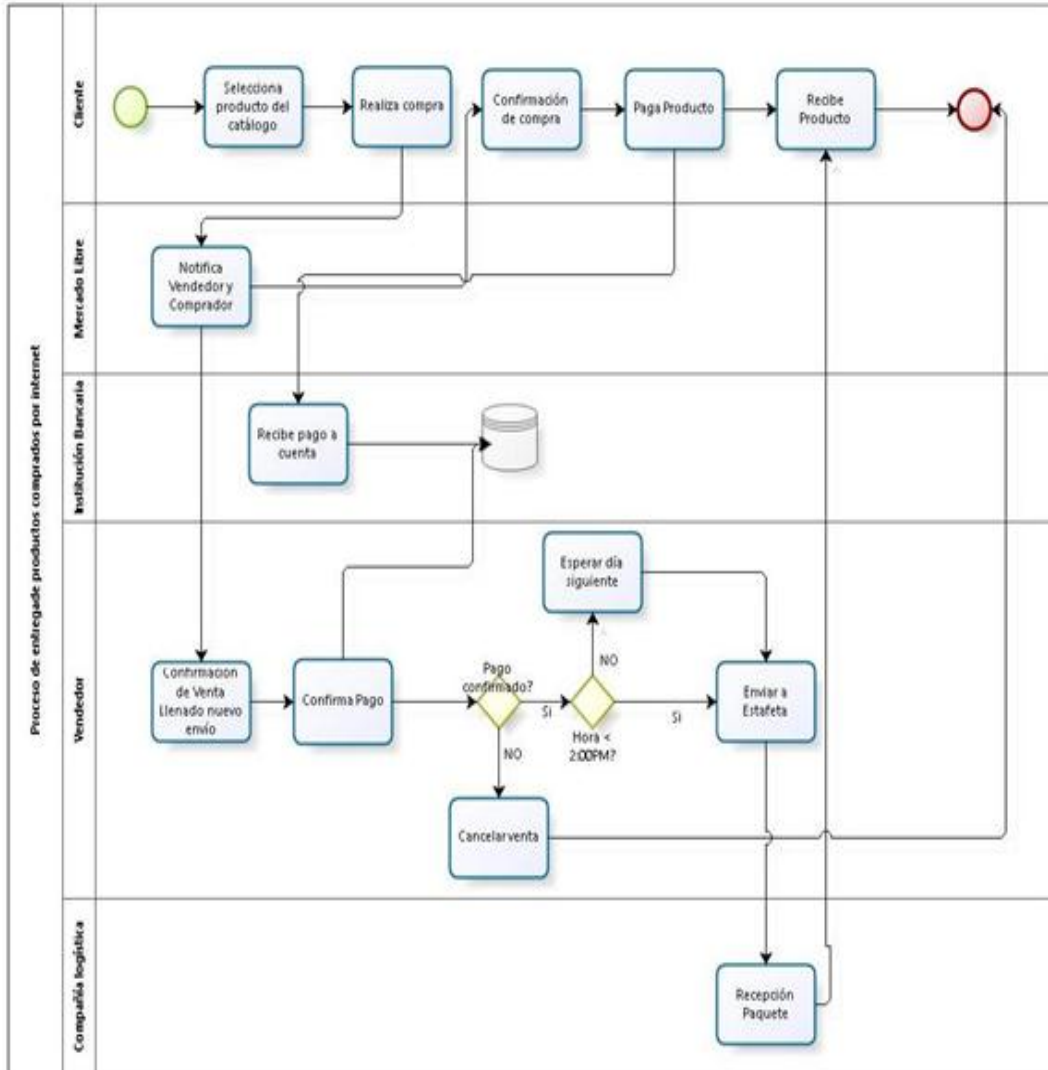 Proceso de entregade productos comprados por internet
Cliente
Selecciona
producto del
catálogo
Realiza compra
Confirmación
de compra
Paga Producto
Recibe
Producto
Mercado Libre
Notifica
Vendedor y
Comprador
Institución Bancaria
Recibe pago a
cuenta
Vendedor
Esperar día
siguiente
Confirmación
de Venta
Llenado nuevo
envío
Confirma Pago
Pago
confirmado?
Si
NO
NO
Hora <
2:00PM?
Si
Enviar a
Estafeta
Cancelar venta
Compañía logística
Recepción
Paquete